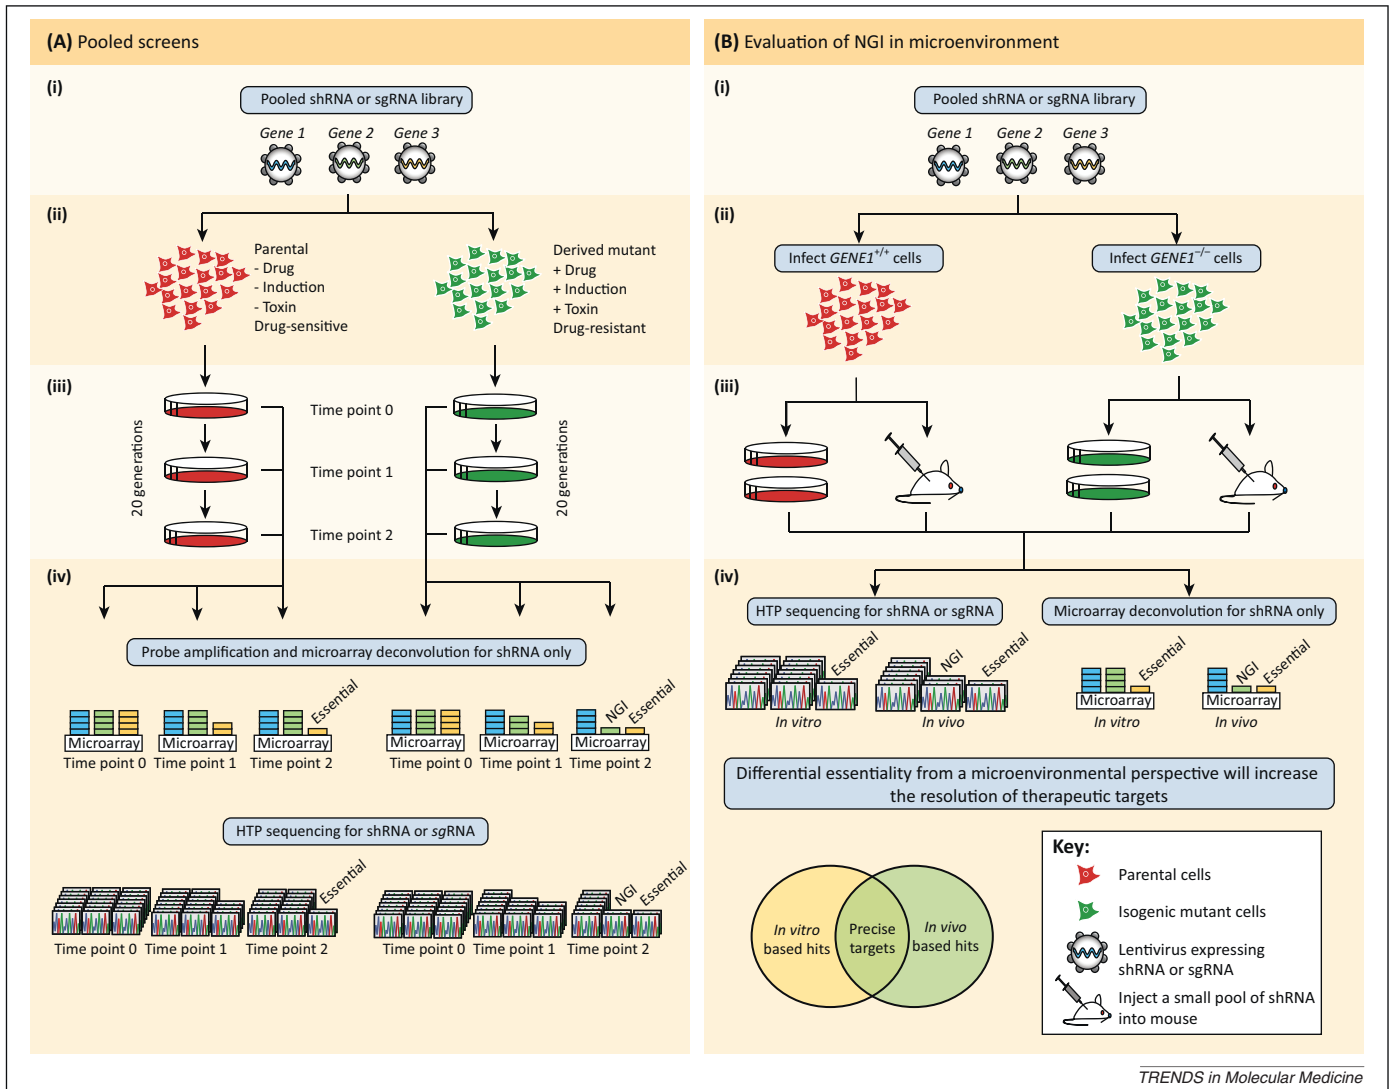 (A) Pooled screens
(i)
Pooled shRNA or sgRNA library
Gene 1 Gene 2 Gene 3
(ii)
Parental
- Drug
- Induction
- Toxin
Drug-sensitive
Derived mutant
+ Drug
+ Induction
+ Toxin
Drug-resistant
(iii)
20 generations
Time point 0
Time point 1
Time point 2
20 generations
(iv)
Probe amplification and microarray deconvolution for shRNA only
Essential
NGI
Essential
Microarray Microarray Microarray Microarray Microarray Microarray
Time point 0 Time point 1 Time point 2 Time point 0 Time point 1 Time point 2
HTP sequencing for shRNA or sgRNA
Essential
NGI
Essential
Time point 0 Time point 1 Time point 2 Time point 0 Time point 1 Time point 2
(B) Evaluation of NGI in microenvironment
(i)
Pooled shRNA or sgRNA library
Gene 1 Gene 2 Gene 3
(ii)
Infect GENE1+/+ cells
Infect GENE1–/– cells
(iii)
(iv)
HTP sequencing for shRNA or sgRNA
Microarray deconvolution for shRNA only
Essential
NGI
Essential
Essential
NGI
Essential
Microarray Microarray
In vitro In vivo In vitro In vivo
Differential essentiality from a microenvironmental perspective will increase
the resolution of therapeutic targets
In vitro
based hits
Precise
targets
In vivo
based hits
Key:
Parental cells
Isogenic mutant cells
Lentivirus expressing
shRNA or sgRNA
Inject a small pool of shRNA
into mouse
TRENDS in Molecular Medicine